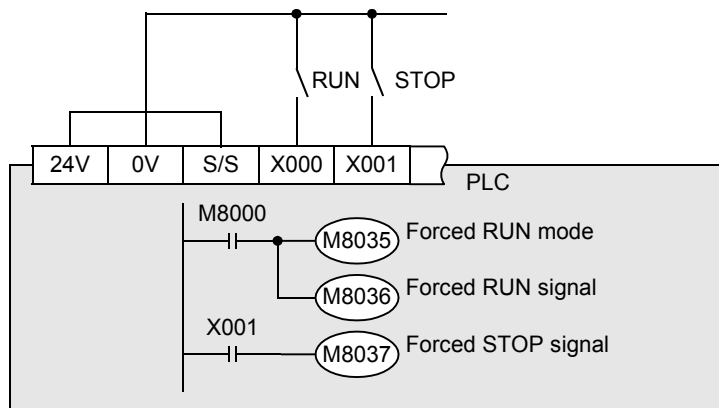 RUN STOP
24V 0V S/S X000 X001
PLC
M8000
M8035 Forced RUN mode
M8036 Forced RUN signal
X001
M8037 Forced STOP signal